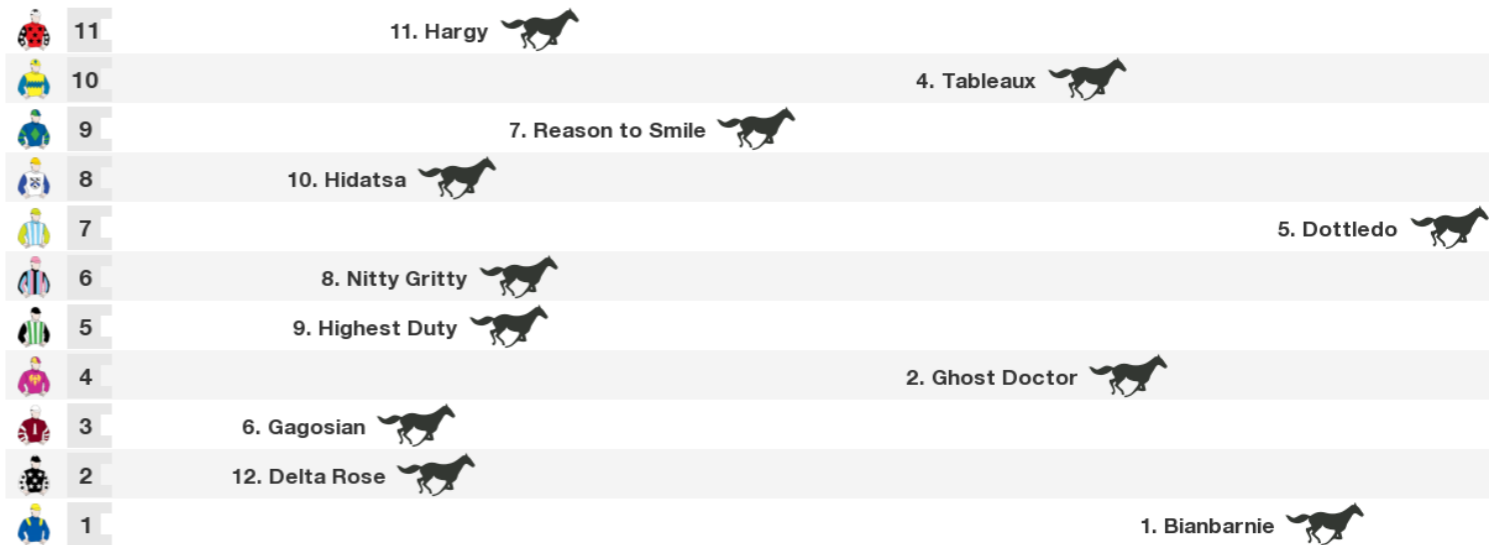 11 11. Hargy
10 4. Tableaux
9 7. Reason to Smile
8 10. Hidatsa
7 5. Dottledo
6 8. Nitty Gritty
5 9. Highest Duty
4 2. Ghost Doctor
3 6. Gagosian
2 12. Delta Rose
1 1. Bianbarnie